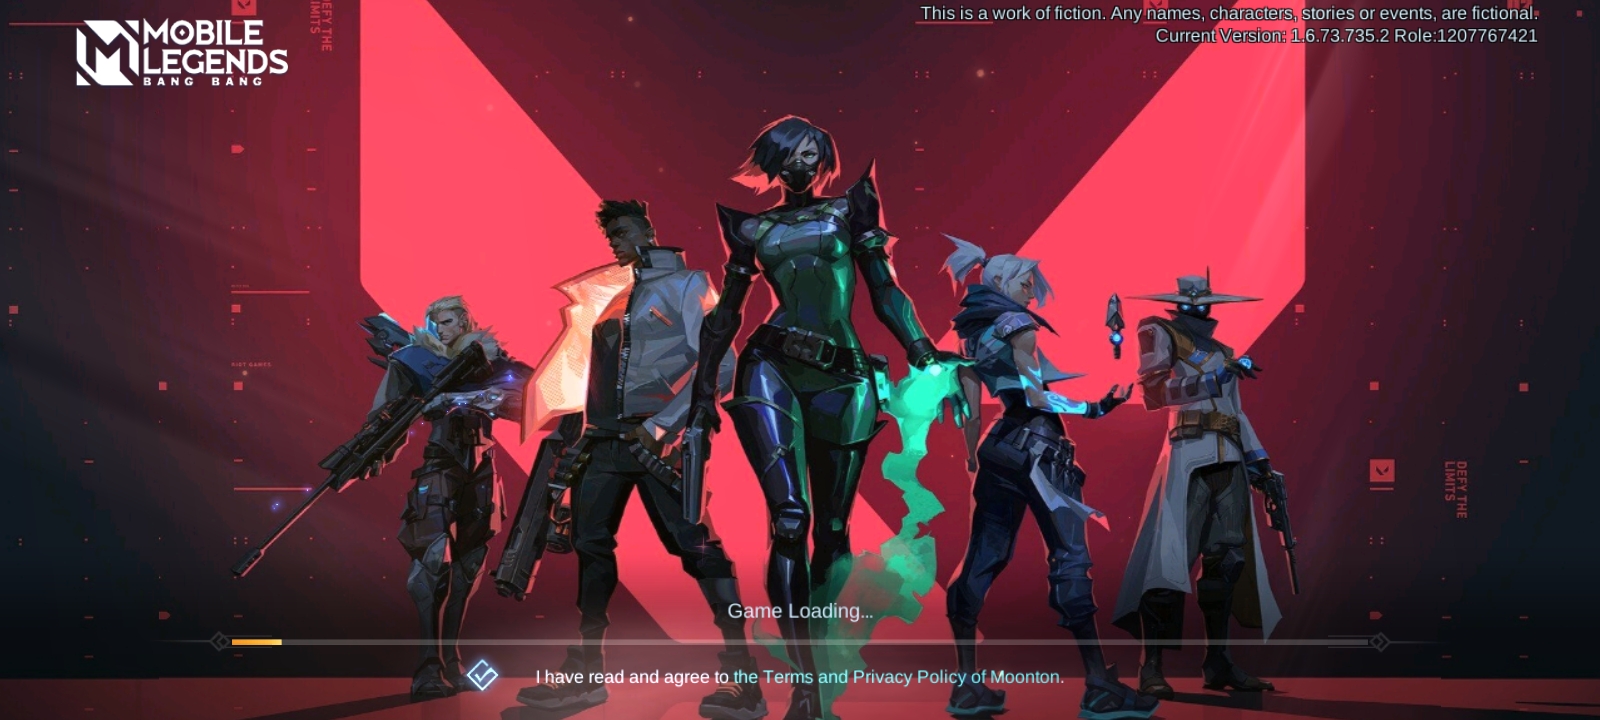 MOBILE
LEGENDS
BANG BANG
DEFY THE
LIMITS
This is a work of fiction. Any names, characters, stories or events, are fictional.
Current Version: 1.6.73.735.2 Role:1207767421
RIOT GAMES
DEFY THE
LIMITS
Game Loading...
I have read and agree to the Terms and Privacy Policy of Moonton.